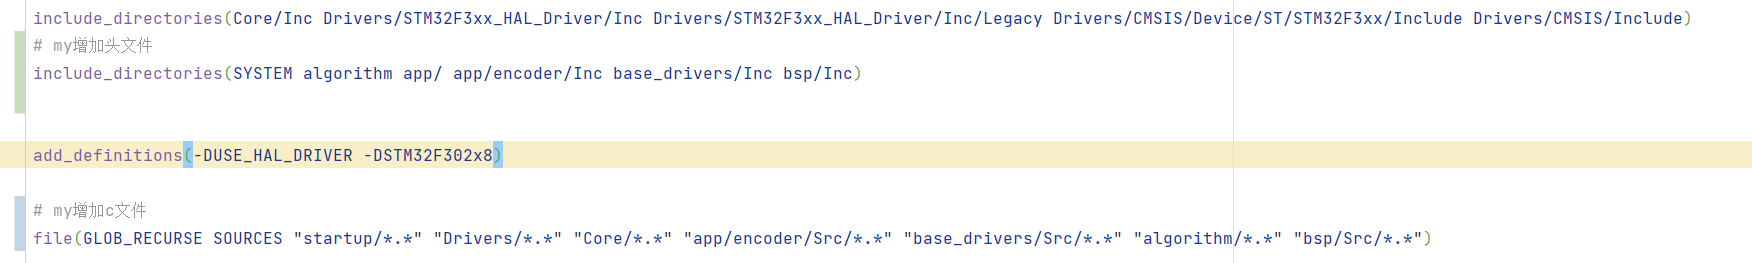 include_directories(Core/Inc Drivers/STM32F3xx_HAL_Driver/Inc Drivers/STM32F3xx_HAL_Driver/Inc/Legacy Drivers/CMSIS/Device/ST/STM32F3xx/Include Drivers/CMSIS/Include)
# my增加头文件
include_directories(SYSTEM algorithm app/ app/encoder/Inc base_drivers/Inc bsp/Inc)
add_definitions(-DUSE_HAL_DRIVER -DSTM32F302x8)
# my增加c文件
file(GLOB_RECURSE SOURCES "startup/*.*" "Drivers/*.*" "Core/*.*" "app/encoder/Src/*.*" "base_drivers/Src/*.*" "algorithm/*.*" "bsp/Src/*.*")